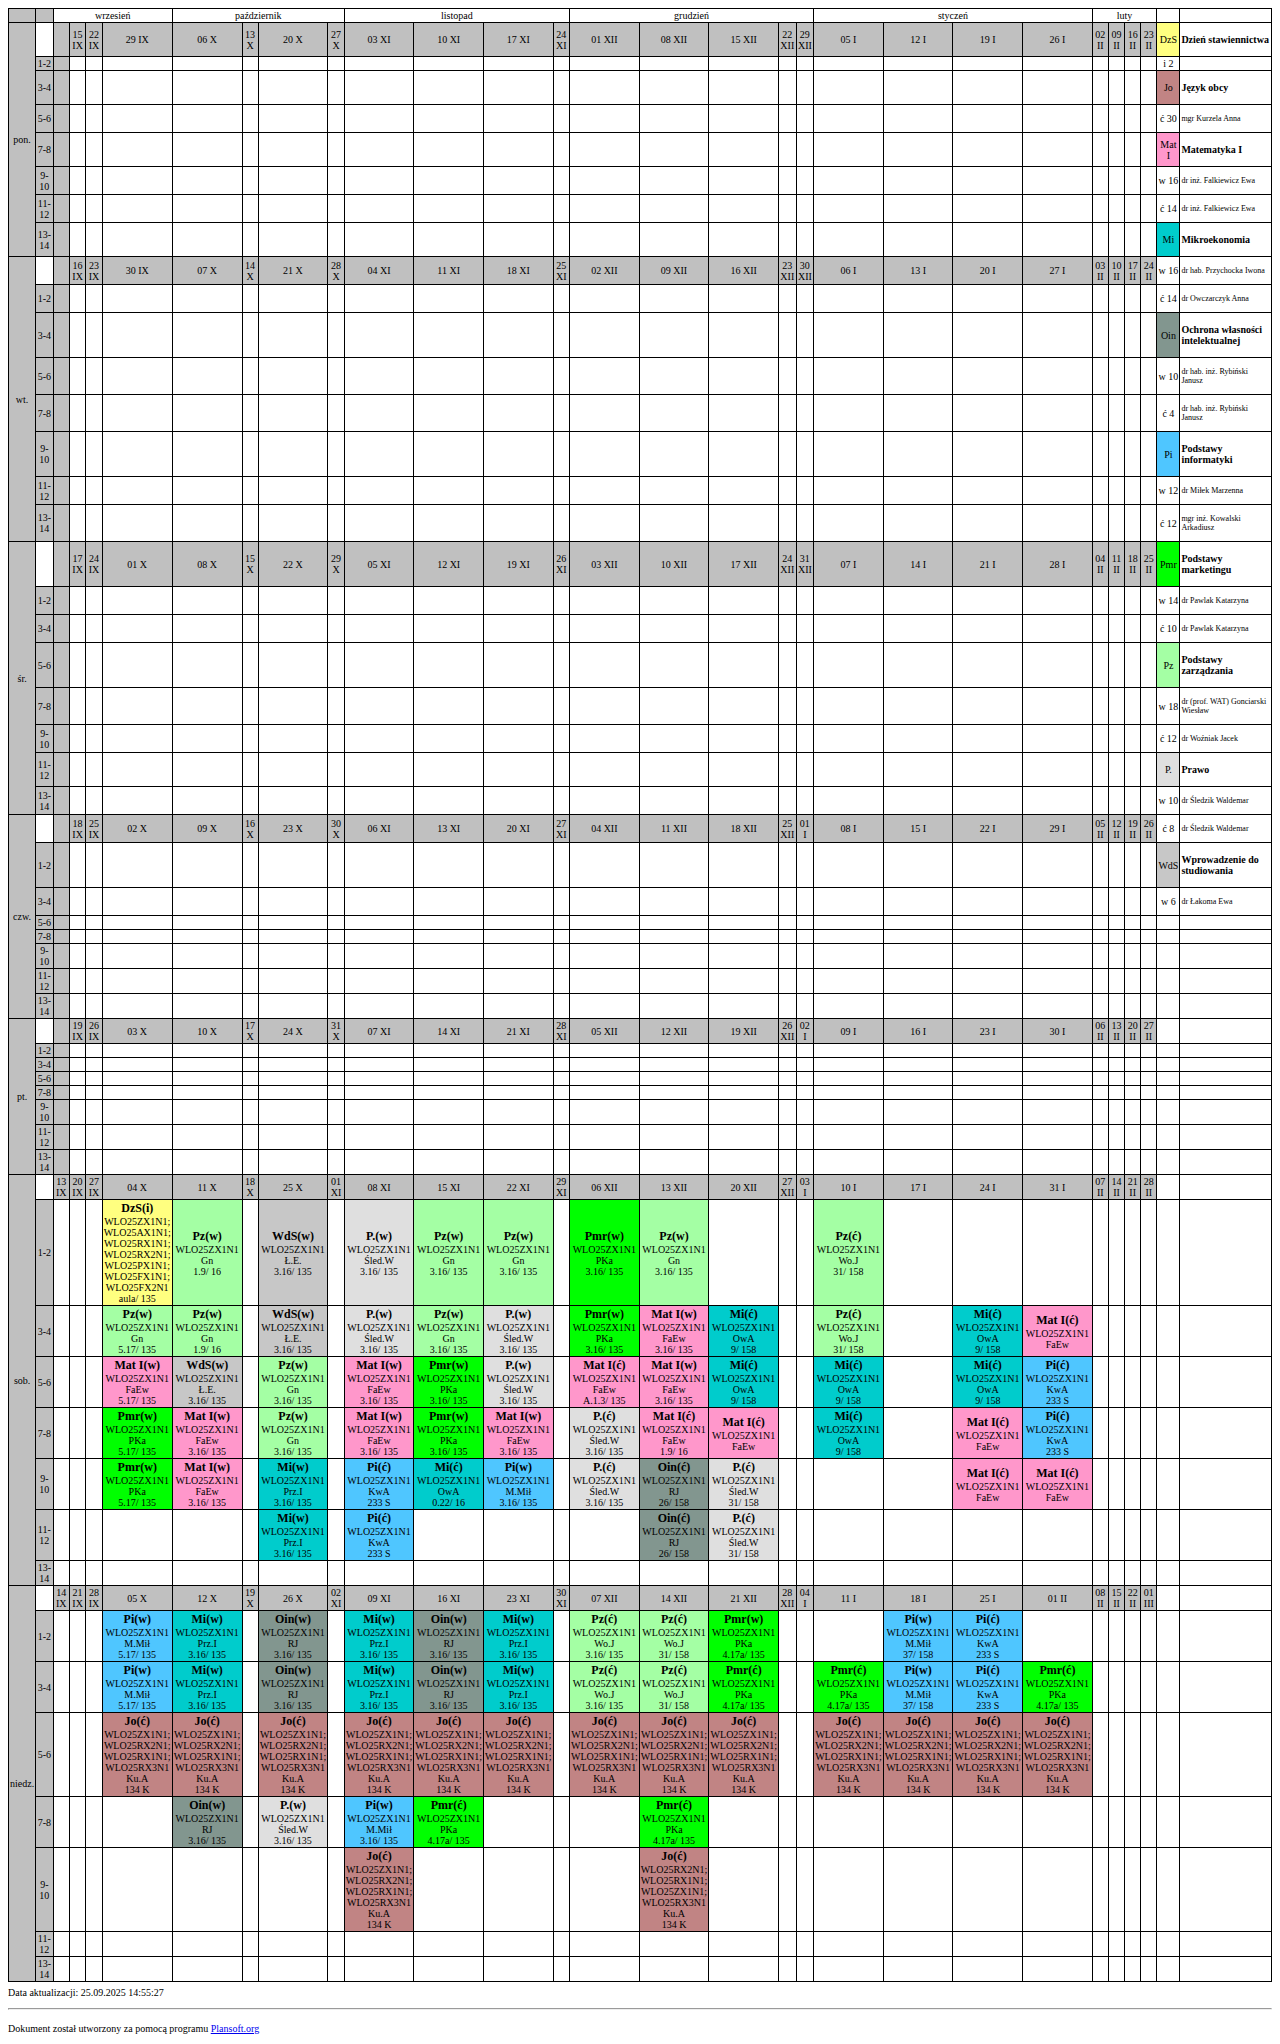 wrzesień październik listopad grudzień styczeń luty
pon. 15 IX 22 IX 29 IX 06 X 13 X 20 X 27 X 03 XI 10 XI 17 XI 24 XI 01 XII 08 XII 15 XII 22 XII 29 XII 05 I 12 I 19 I 26 I 02 II 09 II 16 II 23 II DzS Dzień stawiennictwa
1-2 i 2
3-4 Jo Język obcy
5-6 ć 30 mgr Kurzela Anna
7-8 Mat I Matematyka I
9-10 w 16 dr inż. Falkiewicz Ewa
11-12 ć 14 dr inż. Falkiewicz Ewa
13-14 Mi Mikroekonomia
wt. 16 IX 23 IX 30 IX 07 X 14 X 21 X 28 X 04 XI 11 XI 18 XI 25 XI 02 XII 09 XII 16 XII 23 XII 30 XII 06 I 13 I 20 I 27 I 03 II 10 II 17 II 24 II w 16 dr hab. Przychocka Iwona
1-2 ć 14 dr Owczarczyk Anna
3-4 Oin Ochrona własności intelektualnej
5-6 w 10 dr hab. inż. Rybiński Janusz
7-8 ć 4 dr hab. inż. Rybiński Janusz
9-10 Pi Podstawy informatyki
11-12 w 12 dr Miłek Marzenna
13-14 ć 12 mgr inż. Kowalski Arkadiusz
śr. 17 IX 24 IX 01 X 08 X 15 X 22 X 29 X 05 XI 12 XI 19 XI 26 XI 03 XII 10 XII 17 XII 24 XII 31 XII 07 I 14 I 21 I 28 I 04 II 11 II 18 II 25 II Pmr Podstawy marketingu
1-2 w 14 dr Pawlak Katarzyna
3-4 ć 10 dr Pawlak Katarzyna
5-6 Pz Podstawy zarządzania
7-8 w 18 dr (prof. WAT) Gonciarski Wiesław
9-10 ć 12 dr Woźniak Jacek
11-12 P. Prawo
13-14 w 10 dr Śledzik Waldemar
czw. 18 IX 25 IX 02 X 09 X 16 X 23 X 30 X 06 XI 13 XI 20 XI 27 XI 04 XII 11 XII 18 XII 25 XII 01 I 08 I 15 I 22 I 29 I 05 II 12 II 19 II 26 II ć 8 dr Śledzik Waldemar
1-2 WdS Wprowadzenie do studiowania
3-4 w 6 dr Łakoma Ewa
5-6
7-8
9-10
11-12
13-14
pt. 19 IX 26 IX 03 X 10 X 17 X 24 X 31 X 07 XI 14 XI 21 XI 28 XI 05 XII 12 XII 19 XII 26 XII 02 I 09 I 16 I 23 I 30 I 06 II 13 II 20 II 27 II
1-2
3-4
5-6
7-8
9-10
11-12
13-14
sob. 13 IX 20 IX 27 IX 04 X 11 X 18 X 25 X 01 XI 08 XI 15 XI 22 XI 29 XI 06 XII 13 XII 20 XII 27 XII 03 I 10 I 17 I 24 I 31 I 07 II 14 II 21 II 28 II
1-2 DzS(i) WLO25ZX1N1; WLO25AX1N1; WLO25RX1N1; WLO25RX2N1; WLO25PX1N1; WLO25FX1N1; WLO25FX2N1 aula/ 135 Pz(w) WLO25ZX1N1 Gn 1.9/ 16 WdS(w) WLO25ZX1N1 Ł.E. 3.16/ 135 P.(w) WLO25ZX1N1 Śled.W 3.16/ 135 Pz(w) WLO25ZX1N1 Gn 3.16/ 135 Pz(w) WLO25ZX1N1 Gn 3.16/ 135 Pmr(w) WLO25ZX1N1 PKa 3.16/ 135 Pz(w) WLO25ZX1N1 Gn 3.16/ 135 Pz(ć) WLO25ZX1N1 Wo.J 31/ 158
3-4 Pz(w) WLO25ZX1N1 Gn 5.17/ 135 Pz(w) WLO25ZX1N1 Gn 1.9/ 16 WdS(w) WLO25ZX1N1 Ł.E. 3.16/ 135 P.(w) WLO25ZX1N1 Śled.W 3.16/ 135 Pz(w) WLO25ZX1N1 Gn 3.16/ 135 P.(w) WLO25ZX1N1 Śled.W 3.16/ 135 Pmr(w) WLO25ZX1N1 PKa 3.16/ 135 Mat I(w) WLO25ZX1N1 FaEw 3.16/ 135 Mi(ć) WLO25ZX1N1 OwA 9/ 158 Pz(ć) WLO25ZX1N1 Wo.J 31/ 158 Mi(ć) WLO25ZX1N1 OwA 9/ 158 Mat I(ć) WLO25ZX1N1 FaEw
5-6 Mat I(w) WLO25ZX1N1 FaEw 5.17/ 135 WdS(w) WLO25ZX1N1 Ł.E. 3.16/ 135 Pz(w) WLO25ZX1N1 Gn 3.16/ 135 Mat I(w) WLO25ZX1N1 FaEw 3.16/ 135 Pmr(w) WLO25ZX1N1 PKa 3.16/ 135 P.(w) WLO25ZX1N1 Śled.W 3.16/ 135 Mat I(ć) WLO25ZX1N1 FaEw A.1.3/ 135 Mat I(w) WLO25ZX1N1 FaEw 3.16/ 135 Mi(ć) WLO25ZX1N1 OwA 9/ 158 Mi(ć) WLO25ZX1N1 OwA 9/ 158 Mi(ć) WLO25ZX1N1 OwA 9/ 158 Pi(ć) WLO25ZX1N1 KwA 233 S
7-8 Pmr(w) WLO25ZX1N1 PKa 5.17/ 135 Mat I(w) WLO25ZX1N1 FaEw 3.16/ 135 Pz(w) WLO25ZX1N1 Gn 3.16/ 135 Mat I(w) WLO25ZX1N1 FaEw 3.16/ 135 Pmr(w) WLO25ZX1N1 PKa 3.16/ 135 Mat I(w) WLO25ZX1N1 FaEw 3.16/ 135 P.(ć) WLO25ZX1N1 Śled.W 3.16/ 135 Mat I(ć) WLO25ZX1N1 FaEw 1.9/ 16 Mat I(ć) WLO25ZX1N1 FaEw Mi(ć) WLO25ZX1N1 OwA 9/ 158 Mat I(ć) WLO25ZX1N1 FaEw Pi(ć) WLO25ZX1N1 KwA 233 S
9-10 Pmr(w) WLO25ZX1N1 PKa 5.17/ 135 Mat I(w) WLO25ZX1N1 FaEw 3.16/ 135 Mi(w) WLO25ZX1N1 Prz.I 3.16/ 135 Pi(ć) WLO25ZX1N1 KwA 233 S Mi(ć) WLO25ZX1N1 OwA 0.22/ 16 Pi(w) WLO25ZX1N1 M.Mił 3.16/ 135 P.(ć) WLO25ZX1N1 Śled.W 3.16/ 135 Oin(ć) WLO25ZX1N1 RJ 26/ 158 P.(ć) WLO25ZX1N1 Śled.W 31/ 158 Mat I(ć) WLO25ZX1N1 FaEw Mat I(ć) WLO25ZX1N1 FaEw
11-12 Mi(w) WLO25ZX1N1 Prz.I 3.16/ 135 Pi(ć) WLO25ZX1N1 KwA 233 S Oin(ć) WLO25ZX1N1 RJ 26/ 158 P.(ć) WLO25ZX1N1 Śled.W 31/ 158
13-14
niedz. 14 IX 21 IX 28 IX 05 X 12 X 19 X 26 X 02 XI 09 XI 16 XI 23 XI 30 XI 07 XII 14 XII 21 XII 28 XII 04 I 11 I 18 I 25 I 01 II 08 II 15 II 22 II 01 III
1-2 Pi(w) WLO25ZX1N1 M.Mił 5.17/ 135 Mi(w) WLO25ZX1N1 Prz.I 3.16/ 135 Oin(w) WLO25ZX1N1 RJ 3.16/ 135 Mi(w) WLO25ZX1N1 Prz.I 3.16/ 135 Oin(w) WLO25ZX1N1 RJ 3.16/ 135 Mi(w) WLO25ZX1N1 Prz.I 3.16/ 135 Pz(ć) WLO25ZX1N1 Wo.J 3.16/ 135 Pz(ć) WLO25ZX1N1 Wo.J 31/ 158 Pmr(w) WLO25ZX1N1 PKa 4.17a/ 135 Pi(w) WLO25ZX1N1 M.Mił 37/ 158 Pi(ć) WLO25ZX1N1 KwA 233 S
3-4 Pi(w) WLO25ZX1N1 M.Mił 5.17/ 135 Mi(w) WLO25ZX1N1 Prz.I 3.16/ 135 Oin(w) WLO25ZX1N1 RJ 3.16/ 135 Mi(w) WLO25ZX1N1 Prz.I 3.16/ 135 Oin(w) WLO25ZX1N1 RJ 3.16/ 135 Mi(w) WLO25ZX1N1 Prz.I 3.16/ 135 Pz(ć) WLO25ZX1N1 Wo.J 3.16/ 135 Pz(ć) WLO25ZX1N1 Wo.J 31/ 158 Pmr(ć) WLO25ZX1N1 PKa 4.17a/ 135 Pmr(ć) WLO25ZX1N1 PKa 4.17a/ 135 Pi(w) WLO25ZX1N1 M.Mił 37/ 158 Pi(ć) WLO25ZX1N1 KwA 233 S Pmr(ć) WLO25ZX1N1 PKa 4.17a/ 135
5-6 Jo(ć) WLO25ZX1N1; WLO25RX2N1; WLO25RX1N1; WLO25RX3N1 Ku.A 134 K Jo(ć) WLO25ZX1N1; WLO25RX2N1; WLO25RX1N1; WLO25RX3N1 Ku.A 134 K Jo(ć) WLO25ZX1N1; WLO25RX2N1; WLO25RX1N1; WLO25RX3N1 Ku.A 134 K Jo(ć) WLO25ZX1N1; WLO25RX2N1; WLO25RX1N1; WLO25RX3N1 Ku.A 134 K Jo(ć) WLO25ZX1N1; WLO25RX2N1; WLO25RX1N1; WLO25RX3N1 Ku.A 134 K Jo(ć) WLO25ZX1N1; WLO25RX2N1; WLO25RX1N1; WLO25RX3N1 Ku.A 134 K Jo(ć) WLO25ZX1N1; WLO25RX2N1; WLO25RX1N1; WLO25RX3N1 Ku.A 134 K Jo(ć) WLO25ZX1N1; WLO25RX2N1; WLO25RX1N1; WLO25RX3N1 Ku.A 134 K Jo(ć) WLO25ZX1N1; WLO25RX2N1; WLO25RX1N1; WLO25RX3N1 Ku.A 134 K Jo(ć) WLO25ZX1N1; WLO25RX2N1; WLO25RX1N1; WLO25RX3N1 Ku.A 134 K Jo(ć) WLO25ZX1N1; WLO25RX2N1; WLO25RX1N1; WLO25RX3N1 Ku.A 134 K Jo(ć) WLO25ZX1N1; WLO25RX2N1; WLO25RX1N1; WLO25RX3N1 Ku.A 134 K Jo(ć) WLO25ZX1N1; WLO25RX2N1; WLO25RX1N1; WLO25RX3N1 Ku.A 134 K
7-8 Oin(w) WLO25ZX1N1 RJ 3.16/ 135 P.(w) WLO25ZX1N1 Śled.W 3.16/ 135 Pi(w) WLO25ZX1N1 M.Mił 3.16/ 135 Pmr(ć) WLO25ZX1N1 PKa 4.17a/ 135 Pmr(ć) WLO25ZX1N1 PKa 4.17a/ 135
9-10 Jo(ć) WLO25ZX1N1; WLO25RX2N1; WLO25RX1N1; WLO25RX3N1 Ku.A 134 K Jo(ć) WLO25RX2N1; WLO25RX1N1; WLO25ZX1N1; WLO25RX3N1 Ku.A 134 K
11-12
13-14
Data aktualizacji: 25.09.2025 14:55:27
Dokument został utworzony za pomocą programu Plansoft.org